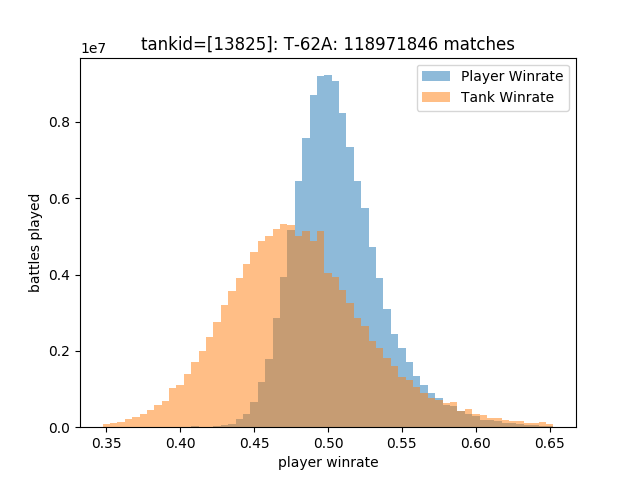 tankid=[13825]: T-62A: 118971846 matches
1e7
Player Winrate
Tank Winrate
battles played
0.8
0.6
0.4
0.2
0.0
0.35 0.40 0.45 0.50 0.55 0.60 0.65
player winrate